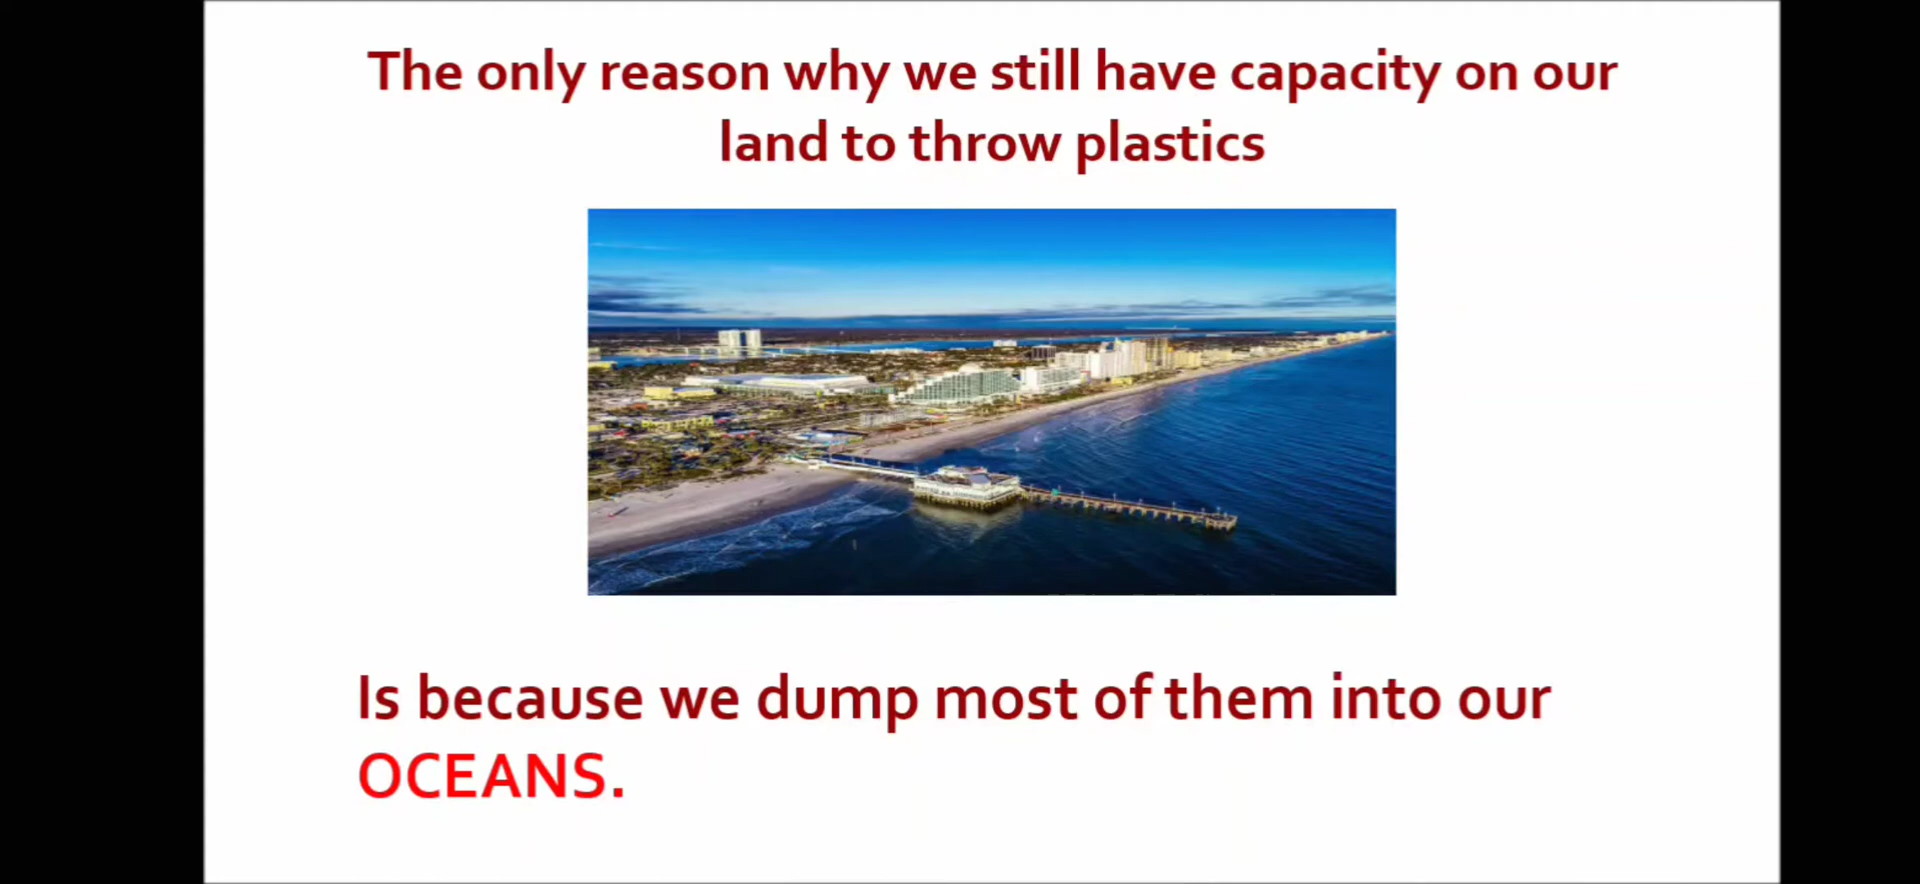 The only reason why we still have capacity on our
land to throw plastics
Is because we dump most of them into our
OCEANS.